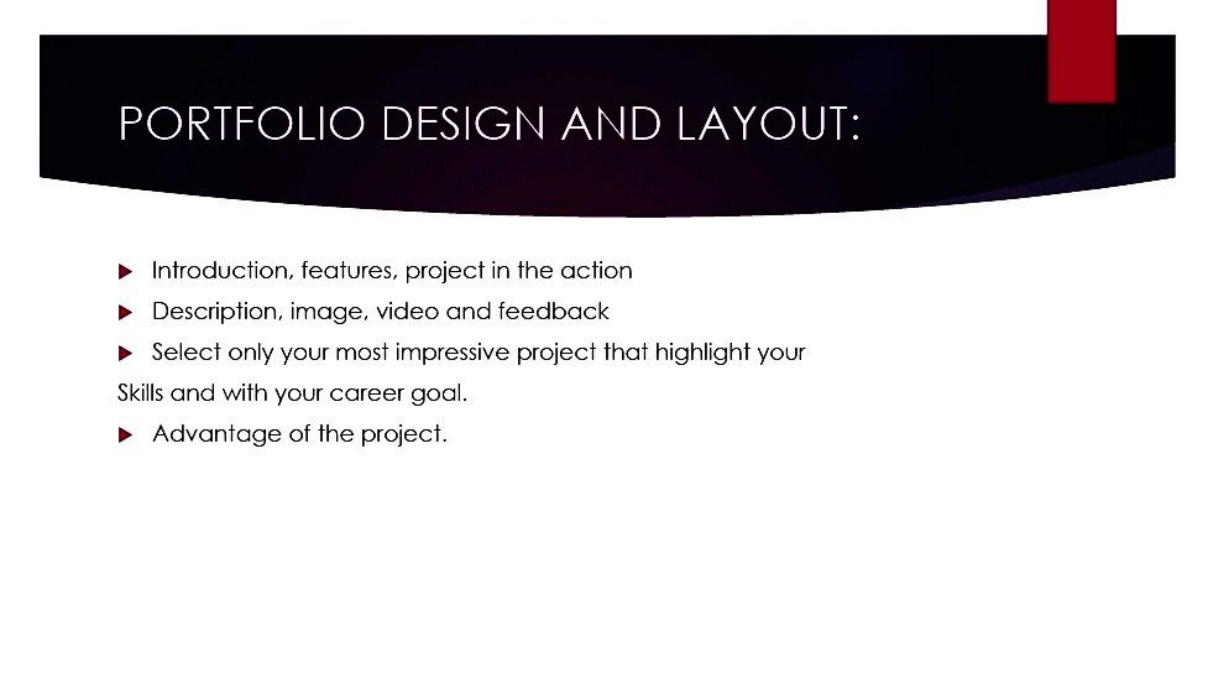 PORTFOLIO DESIGN AND LAYOUT:
Introduction, features, project in the action
Description, image, video and feedback
Select only your most impressive project that highlight your
Skills and with your career goal.
Advantage of the project.